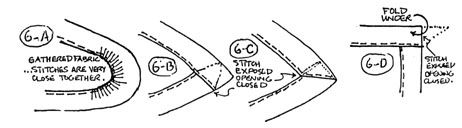 6-A
GATHERED FABRIC
...STITCHES ARE VERY
CLOSE TOGETHER.
6-B
6-C
STITCH
EXPOSED
OPENING
CLOSED
FOLD
UNDER
6-D
STITCH
EXPOSED
OPENING
CLOSED.